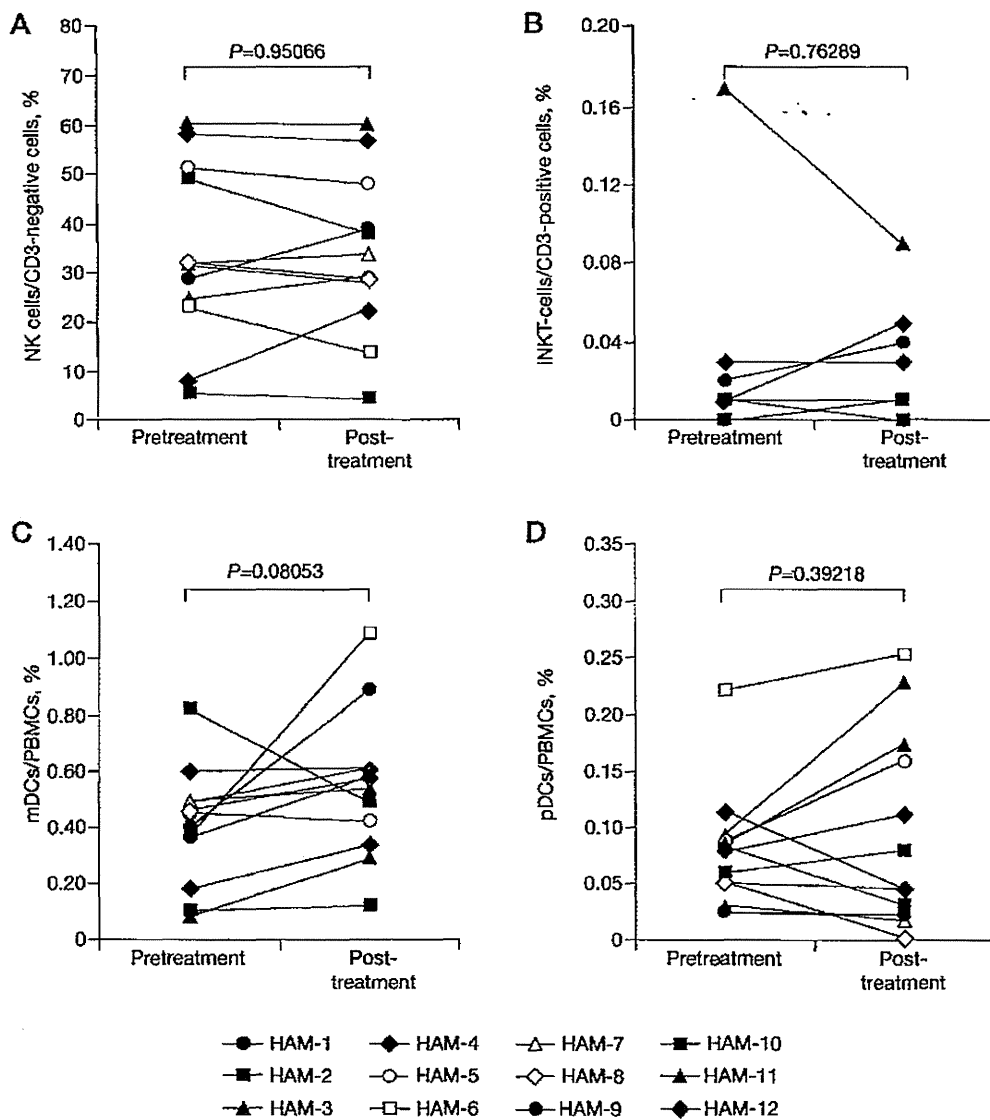 A
NK cells/CD3-negative cells, %
80
70
60
50
40
30
20
10
0
P=0.95066
Pretreatment
Post-
treatment
B
iNKT-cells/CD3-positive cells, %
0.20
0.16
0.12
0.08
0.04
0
P=0.76289
Pretreatment
Post-
treatment
C
mDCs/PBMCs, %
1.40
1.20
1.00
0.80
0.60
0.40
0.20
0
P=0.08053
Pretreatment
Post-
treatment
D
pDCs/PBMCs, %
0.35
0.30
0.25
0.20
0.15
0.10
0.05
0
P=0.39218
Pretreatment
Post-
treatment
HAM-1 HAM-4 HAM-7 HAM-10
HAM-2 HAM-5 HAM-8 HAM-11
HAM-3 HAM-6 HAM-9 HAM-12